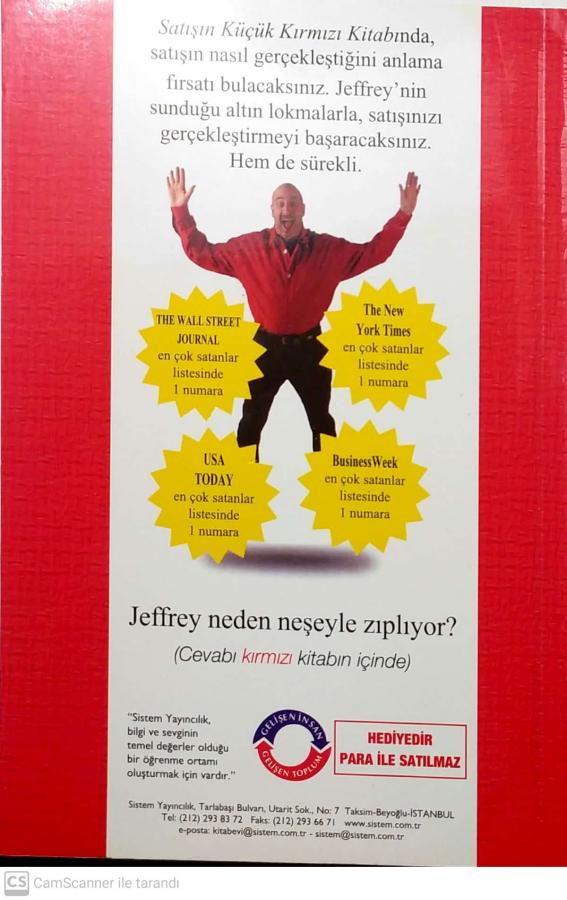 Satışın Küçük Kırmızı Kitabında,
satışın nasıl gerçekleştiğini anlama
fırsatı bulacaksınız. Jeffrey’nin
sunduğu altın lokmalarla, satışınızı
gerçekleştirmeyi başaracaksınız.
Hem de sürekli.
THE WALL STREET
JOURNAL
en çok satanlar
listesinde
1 numara
The New
York Times
en çok satanlar
listesinde
1 numara
USA
TODAY
en çok satanlar
listesinde
1 numara
BusinessWeek
en çok satanlar
listesinde
1 numara
Jeffrey neden neşeyle zıplıyor?
(Cevabı kırmızı kitabın içinde)
"Sistem Yayıncılık,
bilgi ve sevginin
temel değerler olduğu
bir öğrenme ortamı
oluşturmak için vardır."
GELİŞEN İNSAN
GELİŞEN TOPLUM
HEDİYEDİR
PARA İLE SATILMAZ
Sistem Yayıncılık, Tarlabaşı Bulvarı, Utarit Sok., No: 7 Taksim-Beyoğlu-İSTANBUL
Tel: (212) 293 83 72 Faks: (212) 293 66 71 www.sistem.com.tr
e-posta: kitabevi@sistem.com.tr - sistem@sistem.com.tr
CS CamScanner ile tarandı